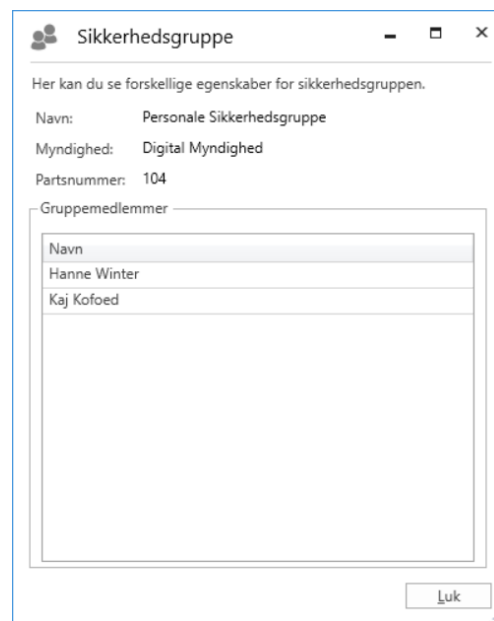 Sikkerhedsgruppe
Her kan du se forskellige egenskaber for sikkerhedsgruppen.
Navn: Personale Sikkerhedsgruppe
Myndighed: Digital Myndighed
Partsnummer: 104
Gruppemedlemmer
Navn
Hanne Winter
Kaj Kofoed
Luk